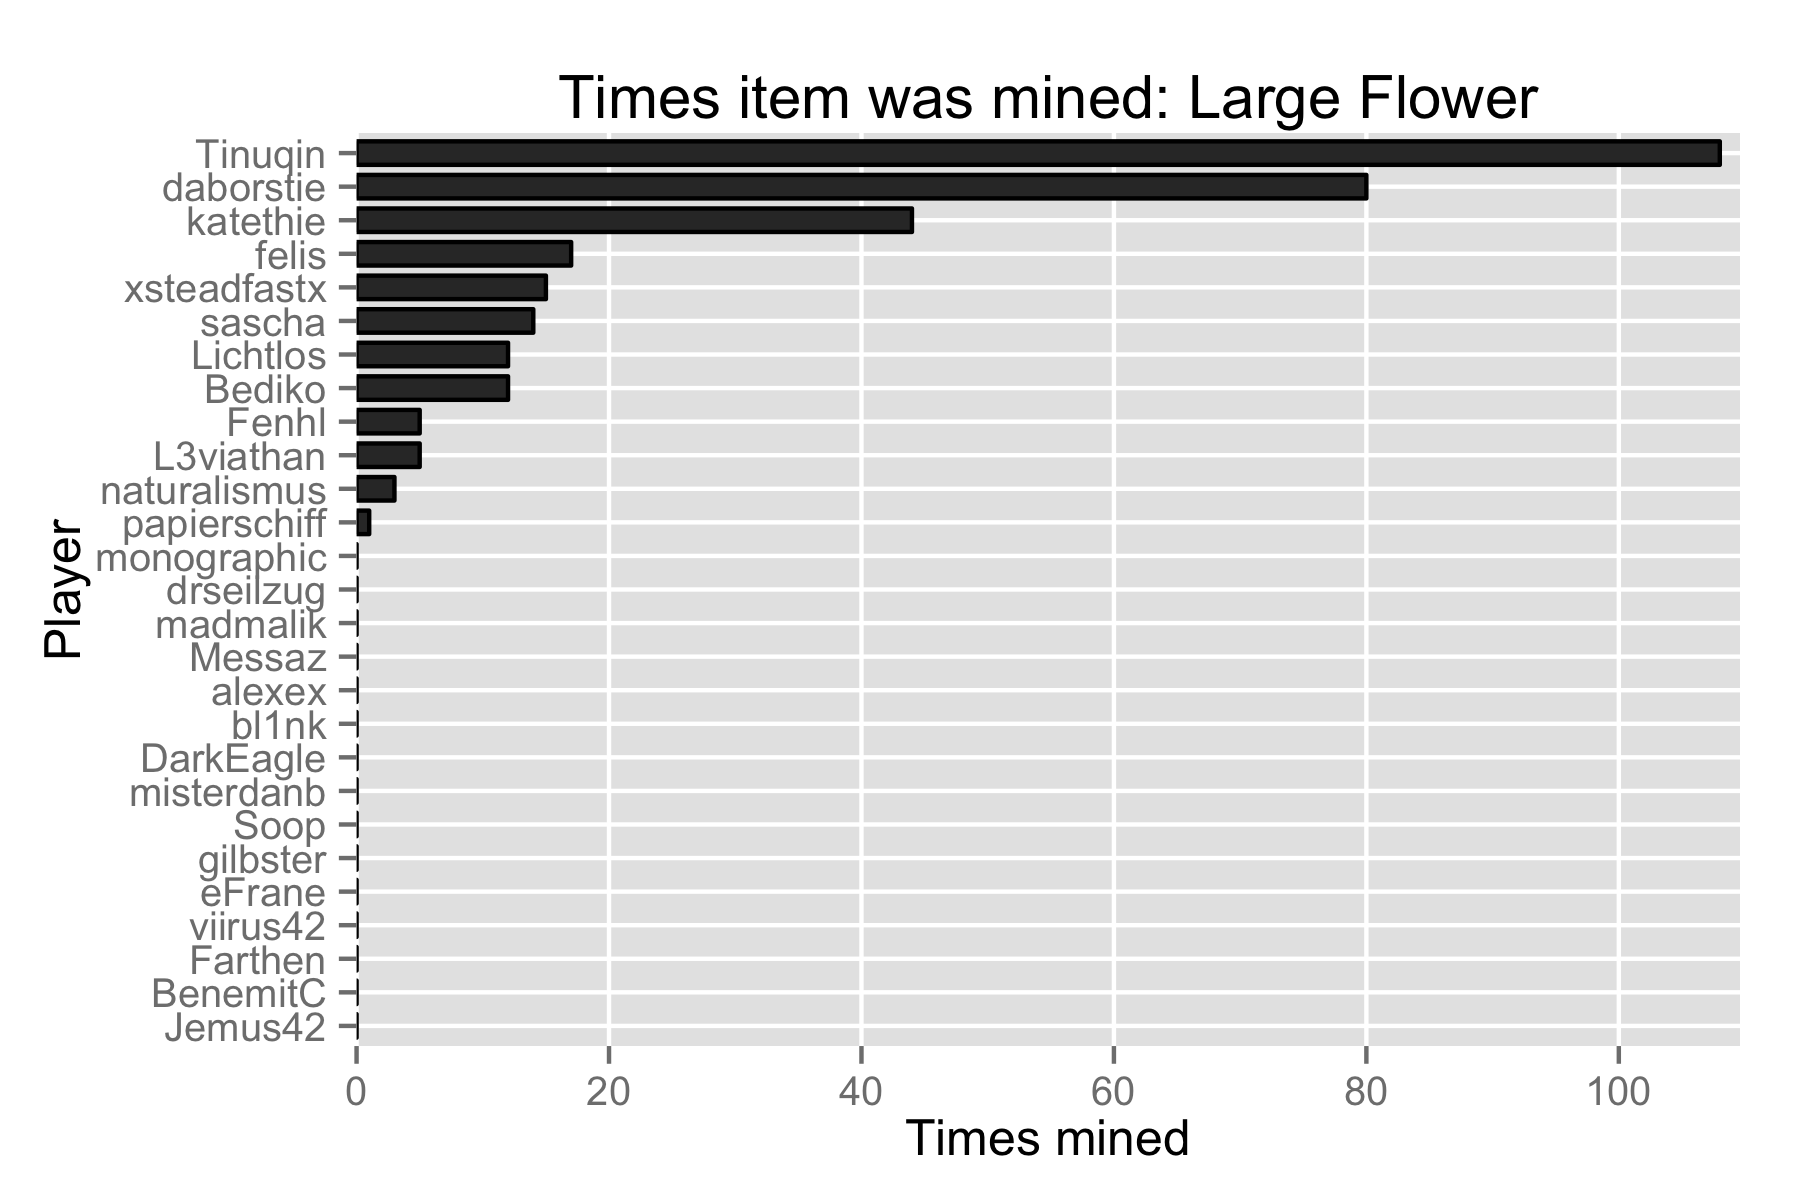 Times item was mined: Large Flower
Tinuqin
daborstie
katethie
felis
xsteadfastx
sascha
Lichtlos
Bediko
Fenhl
L3viathan
naturalismus
papierschiff
monographic
drseilzug
madmalik
Messaz
alexex
bl1nk
DarkEagle
misterdanb
Soop
gilbster
eFrane
viirus42
Farthen
BenemitC
Jemus42
Player
0 20 40 60 80 100
Times mined